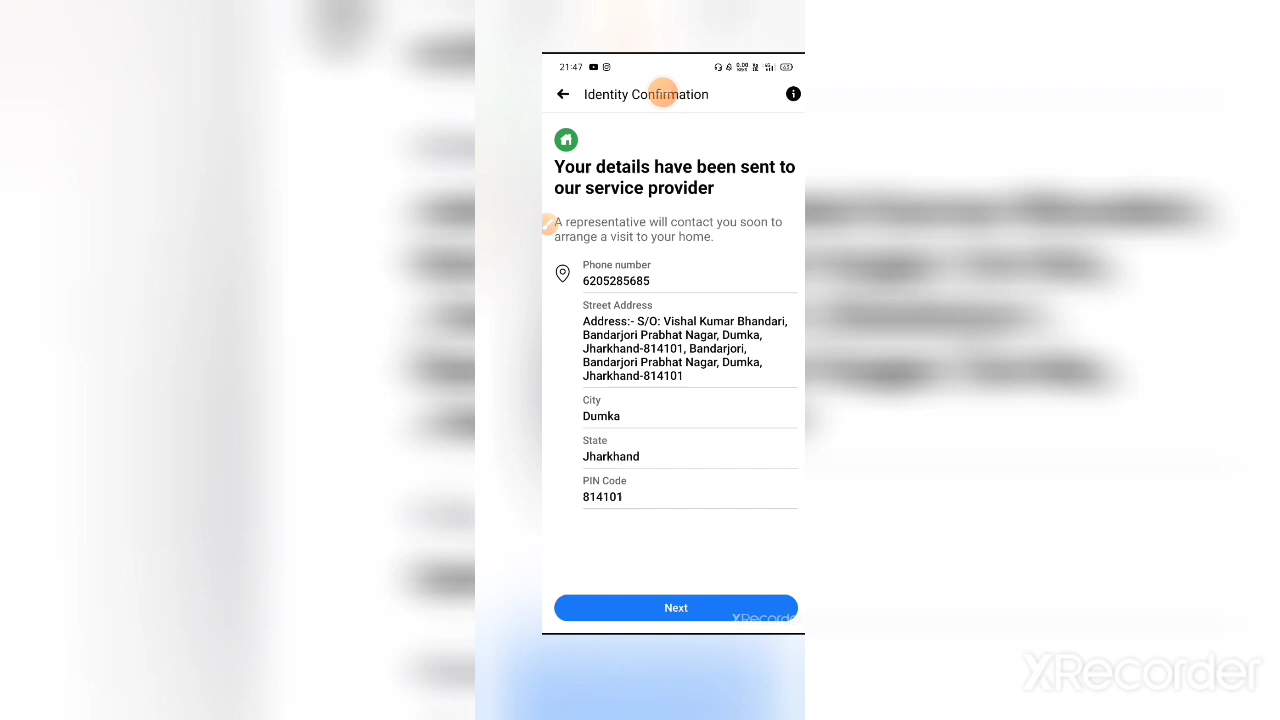 21:47
Identity Confirmation
Your details have been sent to
our service provider
A representative will contact you soon to
arrange a visit to your home.
Phone number
6205285685
Street Address
Address:- S/O: Vishal Kumar Bhandari,
Bandarjori Prabhat Nagar, Dumka,
Jharkhand-814101, Bandarjori,
Bandarjori Prabhat Nagar, Dumka,
Jharkhand-814101
City
Dumka
State
Jharkhand
PIN Code
814101
Next
XRecorder
XRecorder